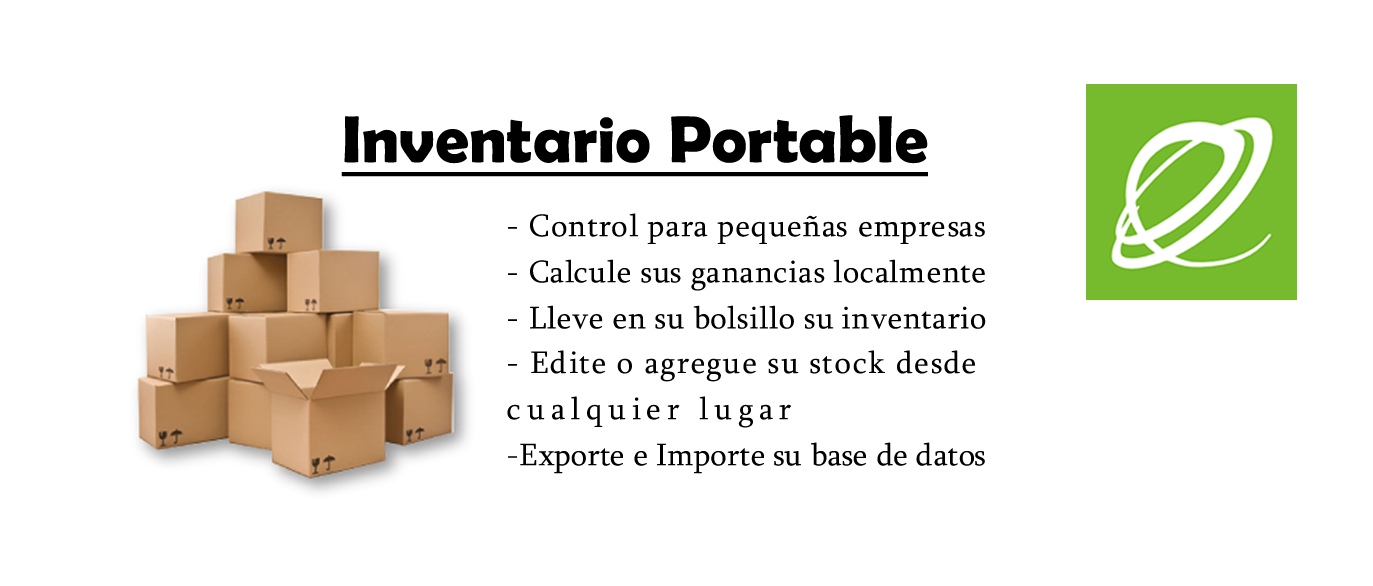 Inventario Portable
- Control para pequeñas empresas
- Calcule sus ganancias localmente
- Lleve en su bolsillo su inventario
- Edite o agregue su stock desde
cualquier lugar
-Exporte e Importe su base de datos